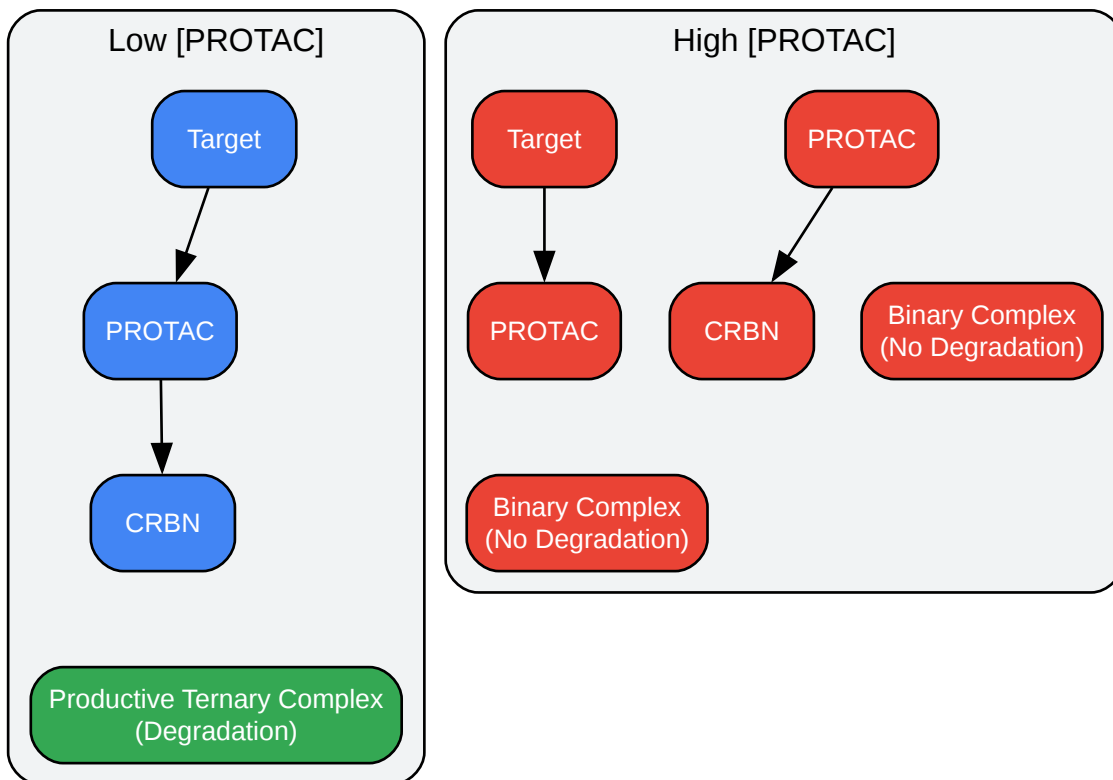 Low [PROTAC]
Target
PROTAC
CRBN
Productive Ternary Complex
(Degradation)
High [PROTAC]
Target
PROTAC
PROTAC
CRBN
Binary Complex
(No Degradation)
Binary Complex
(No Degradation)